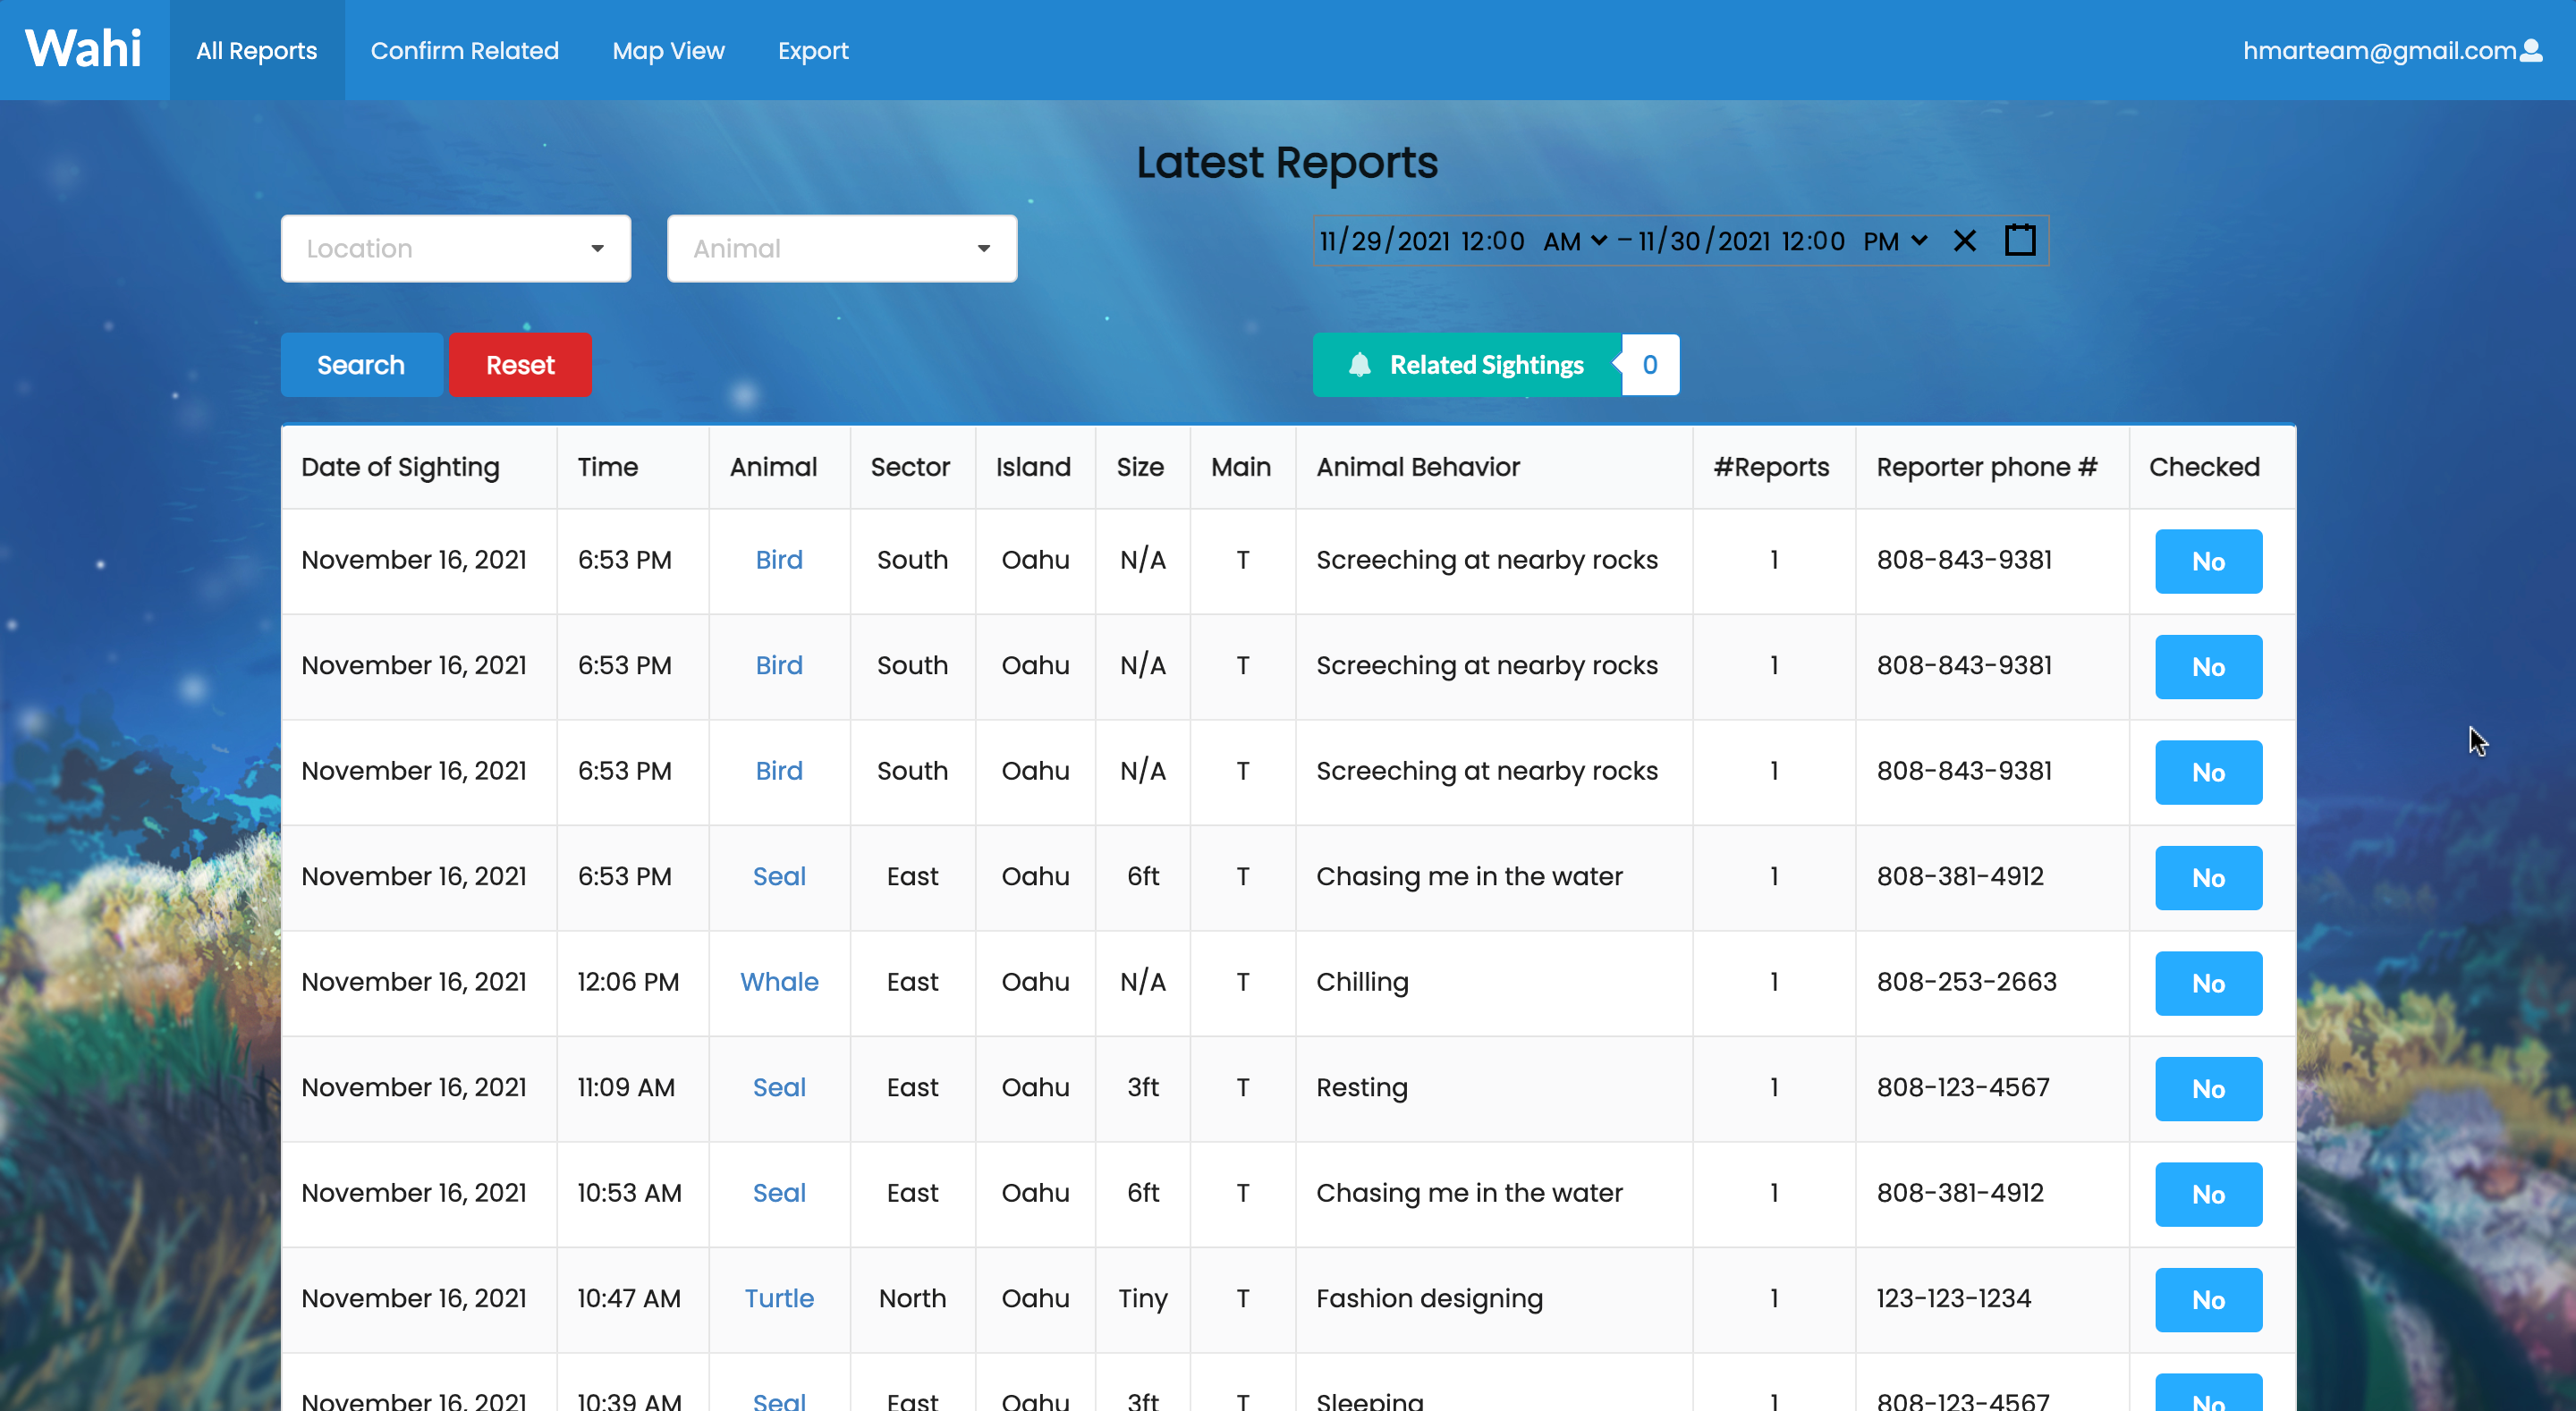 Wahi All Reports Confirm Related Map View Export hmarteam@gmail.com
Latest Reports
Location Animal 11/29/2021 12:00 AM – 11/30/2021 12:00 PM
Search Reset Related Sightings 0
Date of Sighting Time Animal Sector Island Size Main Animal Behavior #Reports Reporter phone # Checked
November 16, 2021 6:53 PM Bird South Oahu N/A T Screeching at nearby rocks 1 808-843-9381 No
November 16, 2021 6:53 PM Bird South Oahu N/A T Screeching at nearby rocks 1 808-843-9381 No
November 16, 2021 6:53 PM Bird South Oahu N/A T Screeching at nearby rocks 1 808-843-9381 No
November 16, 2021 6:53 PM Seal East Oahu 6ft T Chasing me in the water 1 808-381-4912 No
November 16, 2021 12:06 PM Whale East Oahu N/A T Chilling 1 808-253-2663 No
November 16, 2021 11:09 AM Seal East Oahu 3ft T Resting 1 808-123-4567 No
November 16, 2021 10:53 AM Seal East Oahu 6ft T Chasing me in the water 1 808-381-4912 No
November 16, 2021 10:47 AM Turtle North Oahu Tiny T Fashion designing 1 123-123-1234 No
November 16, 2021 10:39 AM Seal East Oahu 3ft T Sleeping 1 808-123-4567 No